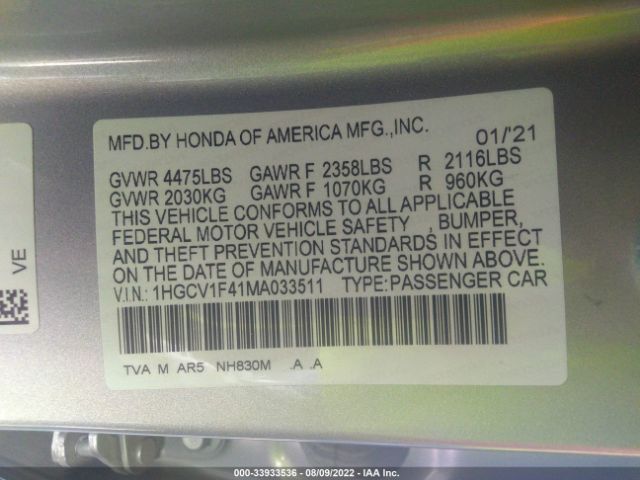 MFD.BY HONDA OF AMERICA MFG.,INC. 01/'21
GVWR 4475LBS GAWR F 2358LBS R 2116LBS
GVWR 2030KG GAWR F 1070KG R 960KG
THIS VEHICLE CONFORMS TO ALL APPLICABLE
FEDERAL MOTOR VEHICLE SAFETY , BUMPER,
AND THEFT PREVENTION STANDARDS IN EFFECT
ON THE DATE OF MANUFACTURE SHOWN ABOVE.
V.I.N.: 1HGCV1F41MA033511 TYPE:PASSENGER CAR
TVA M AR5 NH830M .A .A
VE
000-33933536 - 08/09/2022 - IAA Inc.